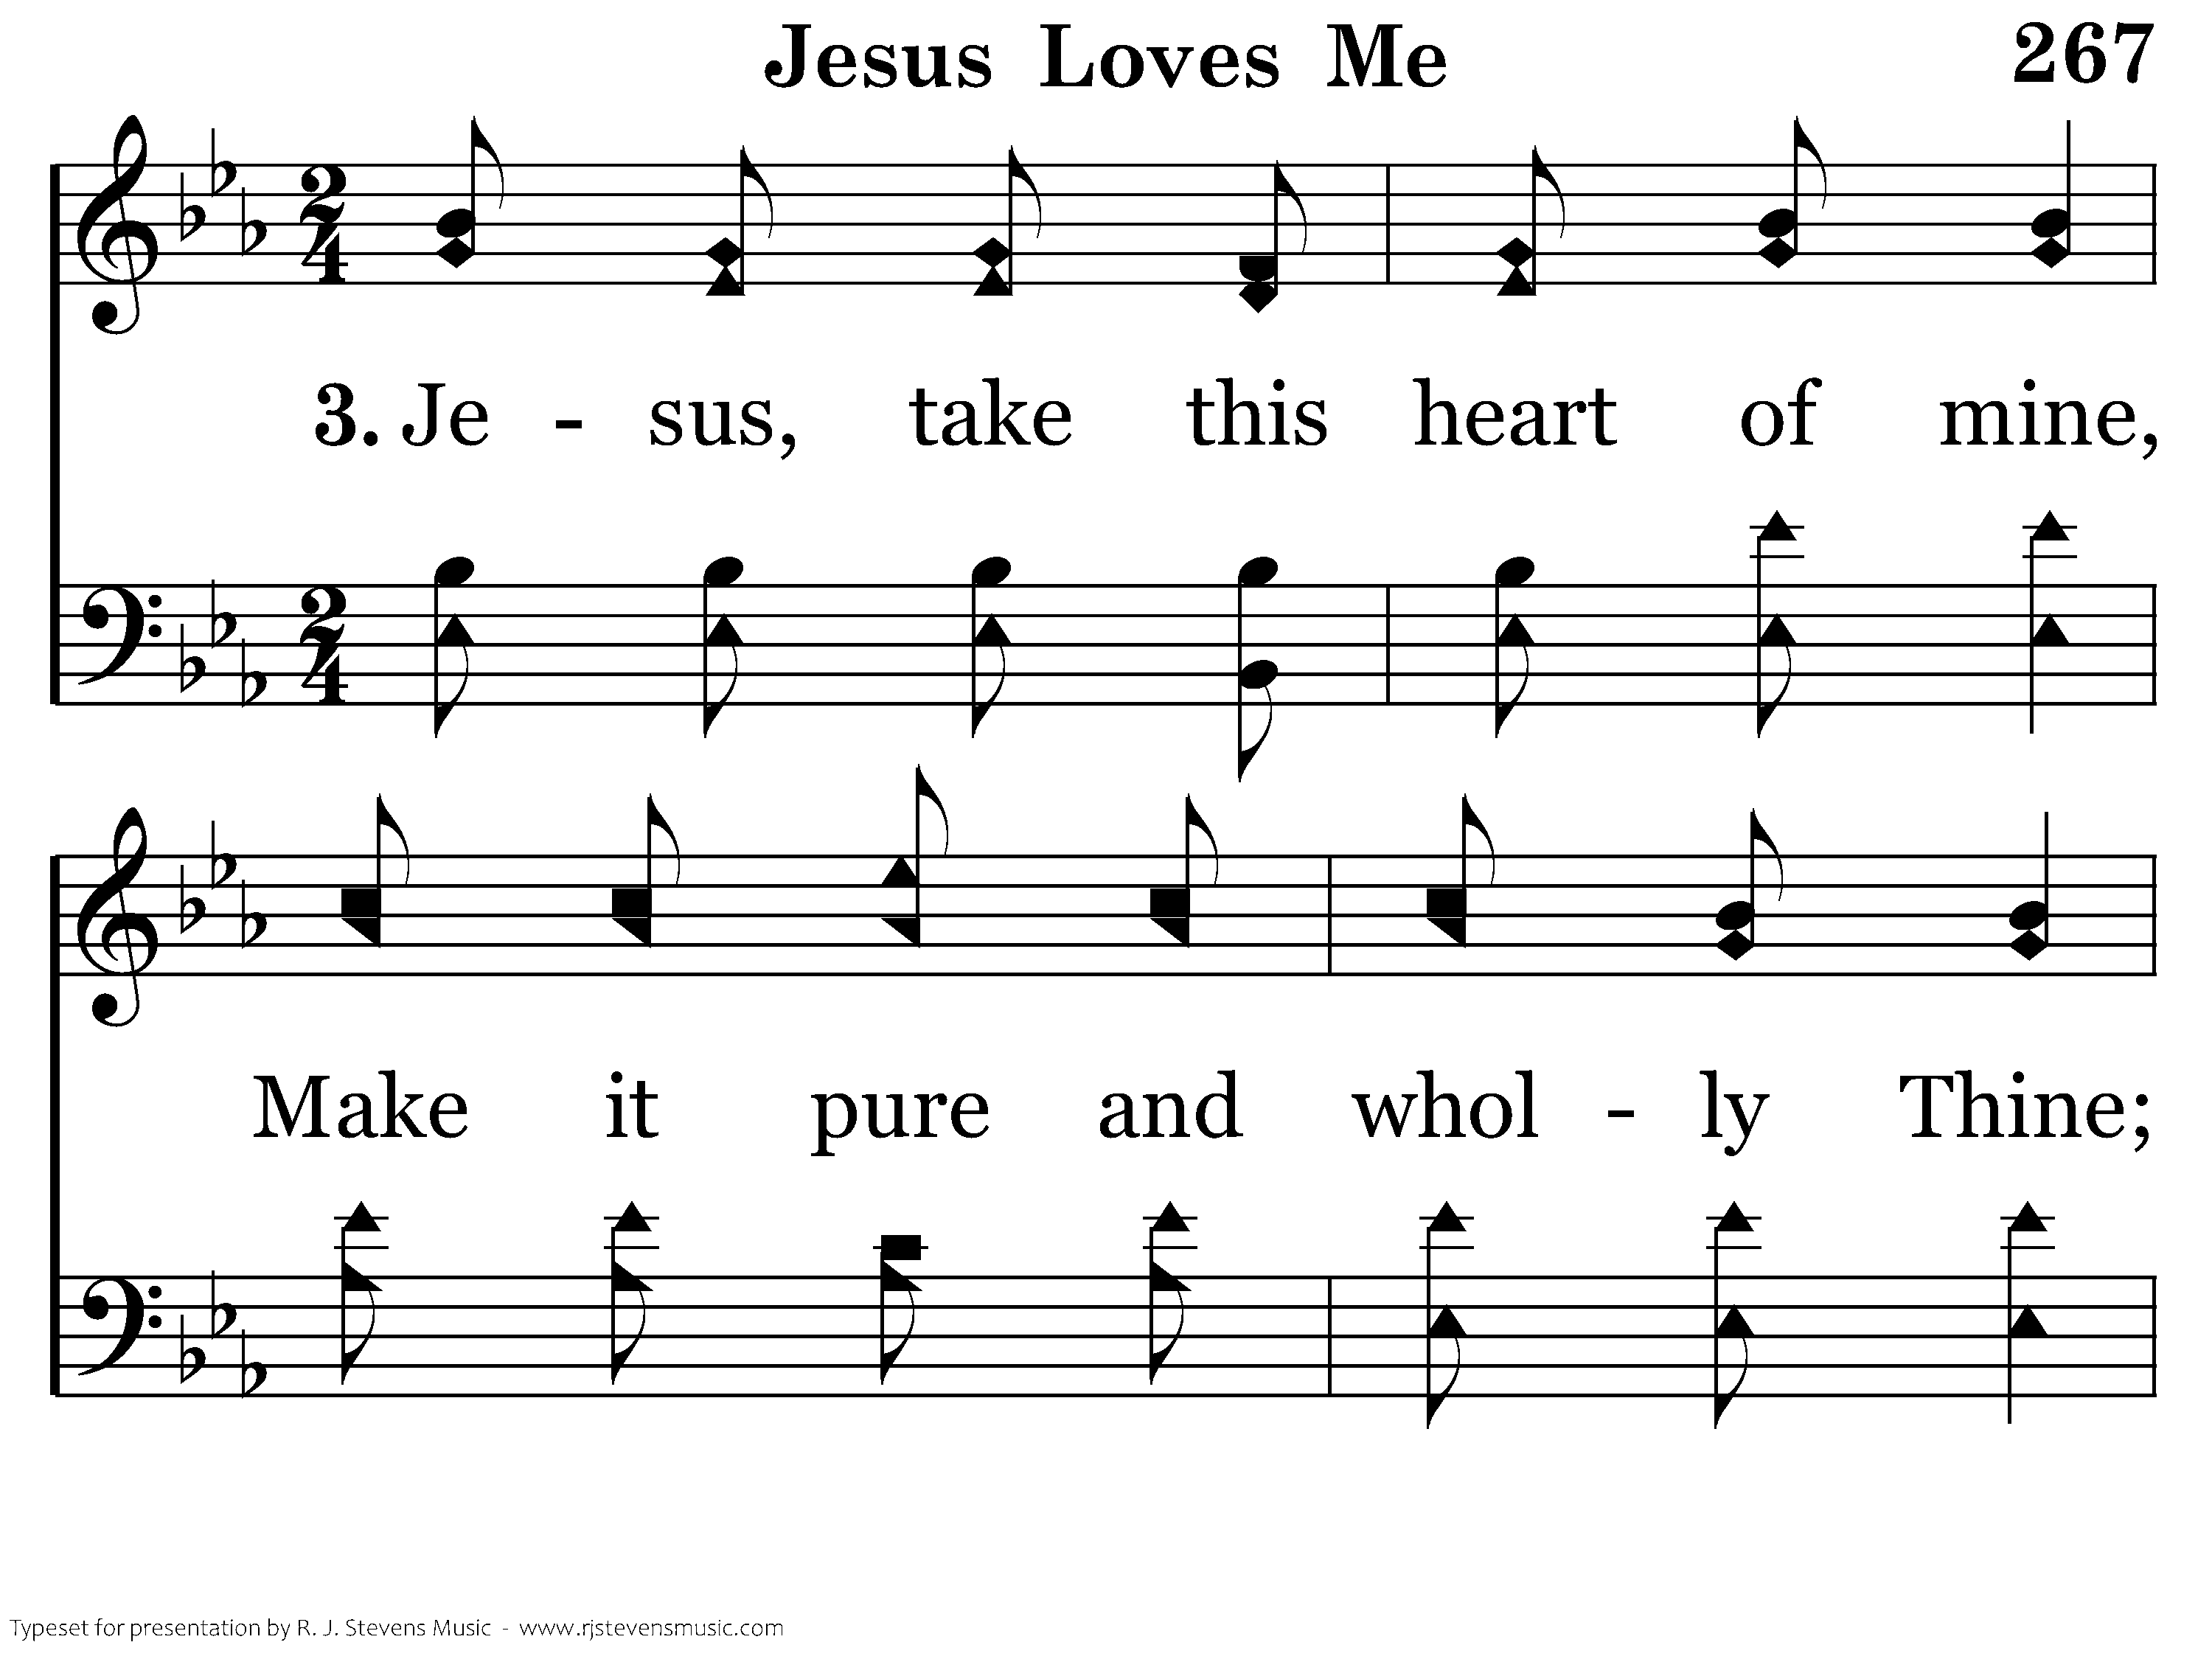 Jesus Loves Me 267
3. Je - sus, take this heart of mine,
Make it pure and whol - ly Thine;
Typeset for presentation by R. J. Stevens Music - www.rjstevensmusic.com